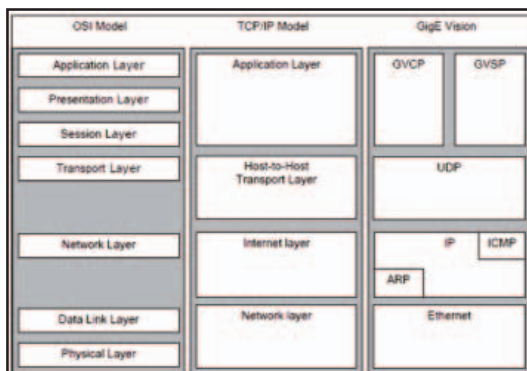 OSI Model
TCP/IP Model
GigE Vision
Application Layer
Presentation Layer
Session Layer
Transport Layer
Network Layer
Data Link Layer
Physical Layer
Application Layer
Host-to-Host
Transport Layer
Internet layer
Network layer
GVCP
GVSP
UDP
IP
ICMP
ARP
Ethernet